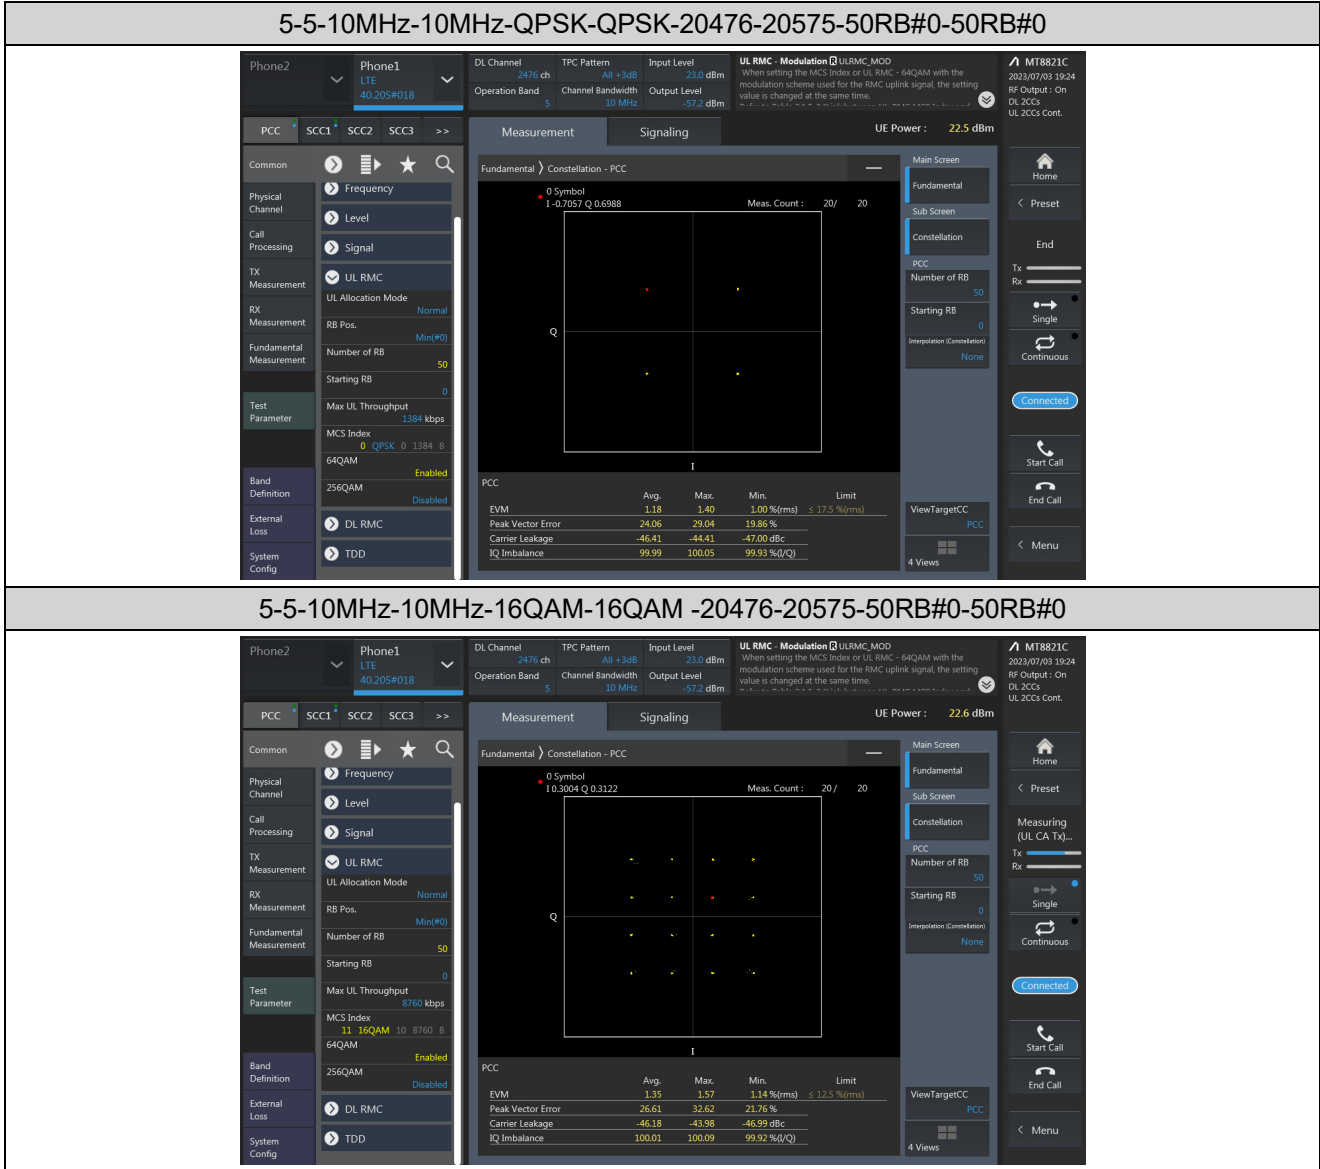 5-5-10MHz-10MHz-QPSK-QPSK-20476-20575-50RB#0-50RB#0
Phone2
Phone1
LTE
40.20S#018
DL Channel
2476 ch
TPC Pattern
All +3dB
Input Level
23.0 dBm
Operation Band
5
Channel Bandwidth
10 MHz
Output Level
-57.2 dBm
UL RMC - Modulation R ULRMC_MOD
When setting the MCS Index or UL RMC - 64QAM with the
modulation scheme used for the RMC uplink signal, the setting
value is changed at the same time.
MT8821C
2023/07/03 19:24
RF Output : On
DL 2CCs
UL 2CCs Cont.
PCC SCC1 SCC2 SCC3 >>
Measurement Signaling
UE Power : 22.5 dBm
Common
Physical
Channel
Call
Processing
TX
Measurement
RX
Measurement
Fundamental
Measurement
Test
Parameter
Band
Definition
External
Loss
System
Config
Frequency
Level
Signal
UL RMC
UL Allocation Mode
Normal
RB Pos.
Min(#0)
Number of RB
50
Starting RB
0
Max UL Throughput
1384 kbps
MCS Index
0 QPSK 0 1384 8
64QAM
Enabled
256QAM
Disabled
DL RMC
TDD
Fundamental Constellation - PCC
0 Symbol
I -0.7057 Q 0.6988
Meas. Count : 20/ 20
Q
I
PCC
Avg. Max. Min. Limit
EVM 1.18 1.40 1.00 %(rms) ≤ 17.5 %(rms)
Peak Vector Error 24.06 29.04 19.86 %
Carrier Leakage -46.41 -44.41 -47.00 dBc
IQ Imbalance 99.99 100.05 99.93 %(I/Q)
Main Screen
Fundamental
Sub Screen
Constellation
PCC
Number of RB
50
Starting RB
0
Interpolation (Constellation)
None
ViewTargetCC
PCC
4 Views
Home
< Preset
End
Tx
Rx
Single
Continuous
Connected
Start Call
End Call
< Menu
5-5-10MHz-10MHz-16QAM-16QAM -20476-20575-50RB#0-50RB#0
Phone2
Phone1
LTE
40.20S#018
DL Channel
2476 ch
TPC Pattern
All +3dB
Input Level
23.0 dBm
Operation Band
5
Channel Bandwidth
10 MHz
Output Level
-57.2 dBm
UL RMC - Modulation R ULRMC_MOD
When setting the MCS Index or UL RMC - 64QAM with the
modulation scheme used for the RMC uplink signal, the setting
value is changed at the same time.
MT8821C
2023/07/03 19:24
RF Output : On
DL 2CCs
UL 2CCs Cont.
PCC SCC1 SCC2 SCC3 >>
Measurement Signaling
UE Power : 22.6 dBm
Common
Physical
Channel
Call
Processing
TX
Measurement
RX
Measurement
Fundamental
Measurement
Test
Parameter
Band
Definition
External
Loss
System
Config
Frequency
Level
Signal
UL RMC
UL Allocation Mode
Normal
RB Pos.
Min(#0)
Number of RB
50
Starting RB
0
Max UL Throughput
8760 kbps
MCS Index
11 16QAM 10 8760 8
64QAM
Enabled
256QAM
Disabled
DL RMC
TDD
Fundamental Constellation - PCC
0 Symbol
I 0.3004 Q 0.3122
Meas. Count : 20/ 20
Q
I
PCC
Avg. Max. Min. Limit
EVM 1.35 1.57 1.14 %(rms) ≤ 12.5 %(rms)
Peak Vector Error 26.61 32.62 21.76 %
Carrier Leakage -46.18 -43.98 -46.99 dBc
IQ Imbalance 100.01 100.09 99.92 %(I/Q)
Main Screen
Fundamental
Sub Screen
Constellation
PCC
Number of RB
50
Starting RB
0
Interpolation (Constellation)
None
ViewTargetCC
PCC
4 Views
Home
< Preset
Measuring
(UL CA Tx)...
Tx
Rx
Single
Continuous
Connected
Start Call
End Call
< Menu